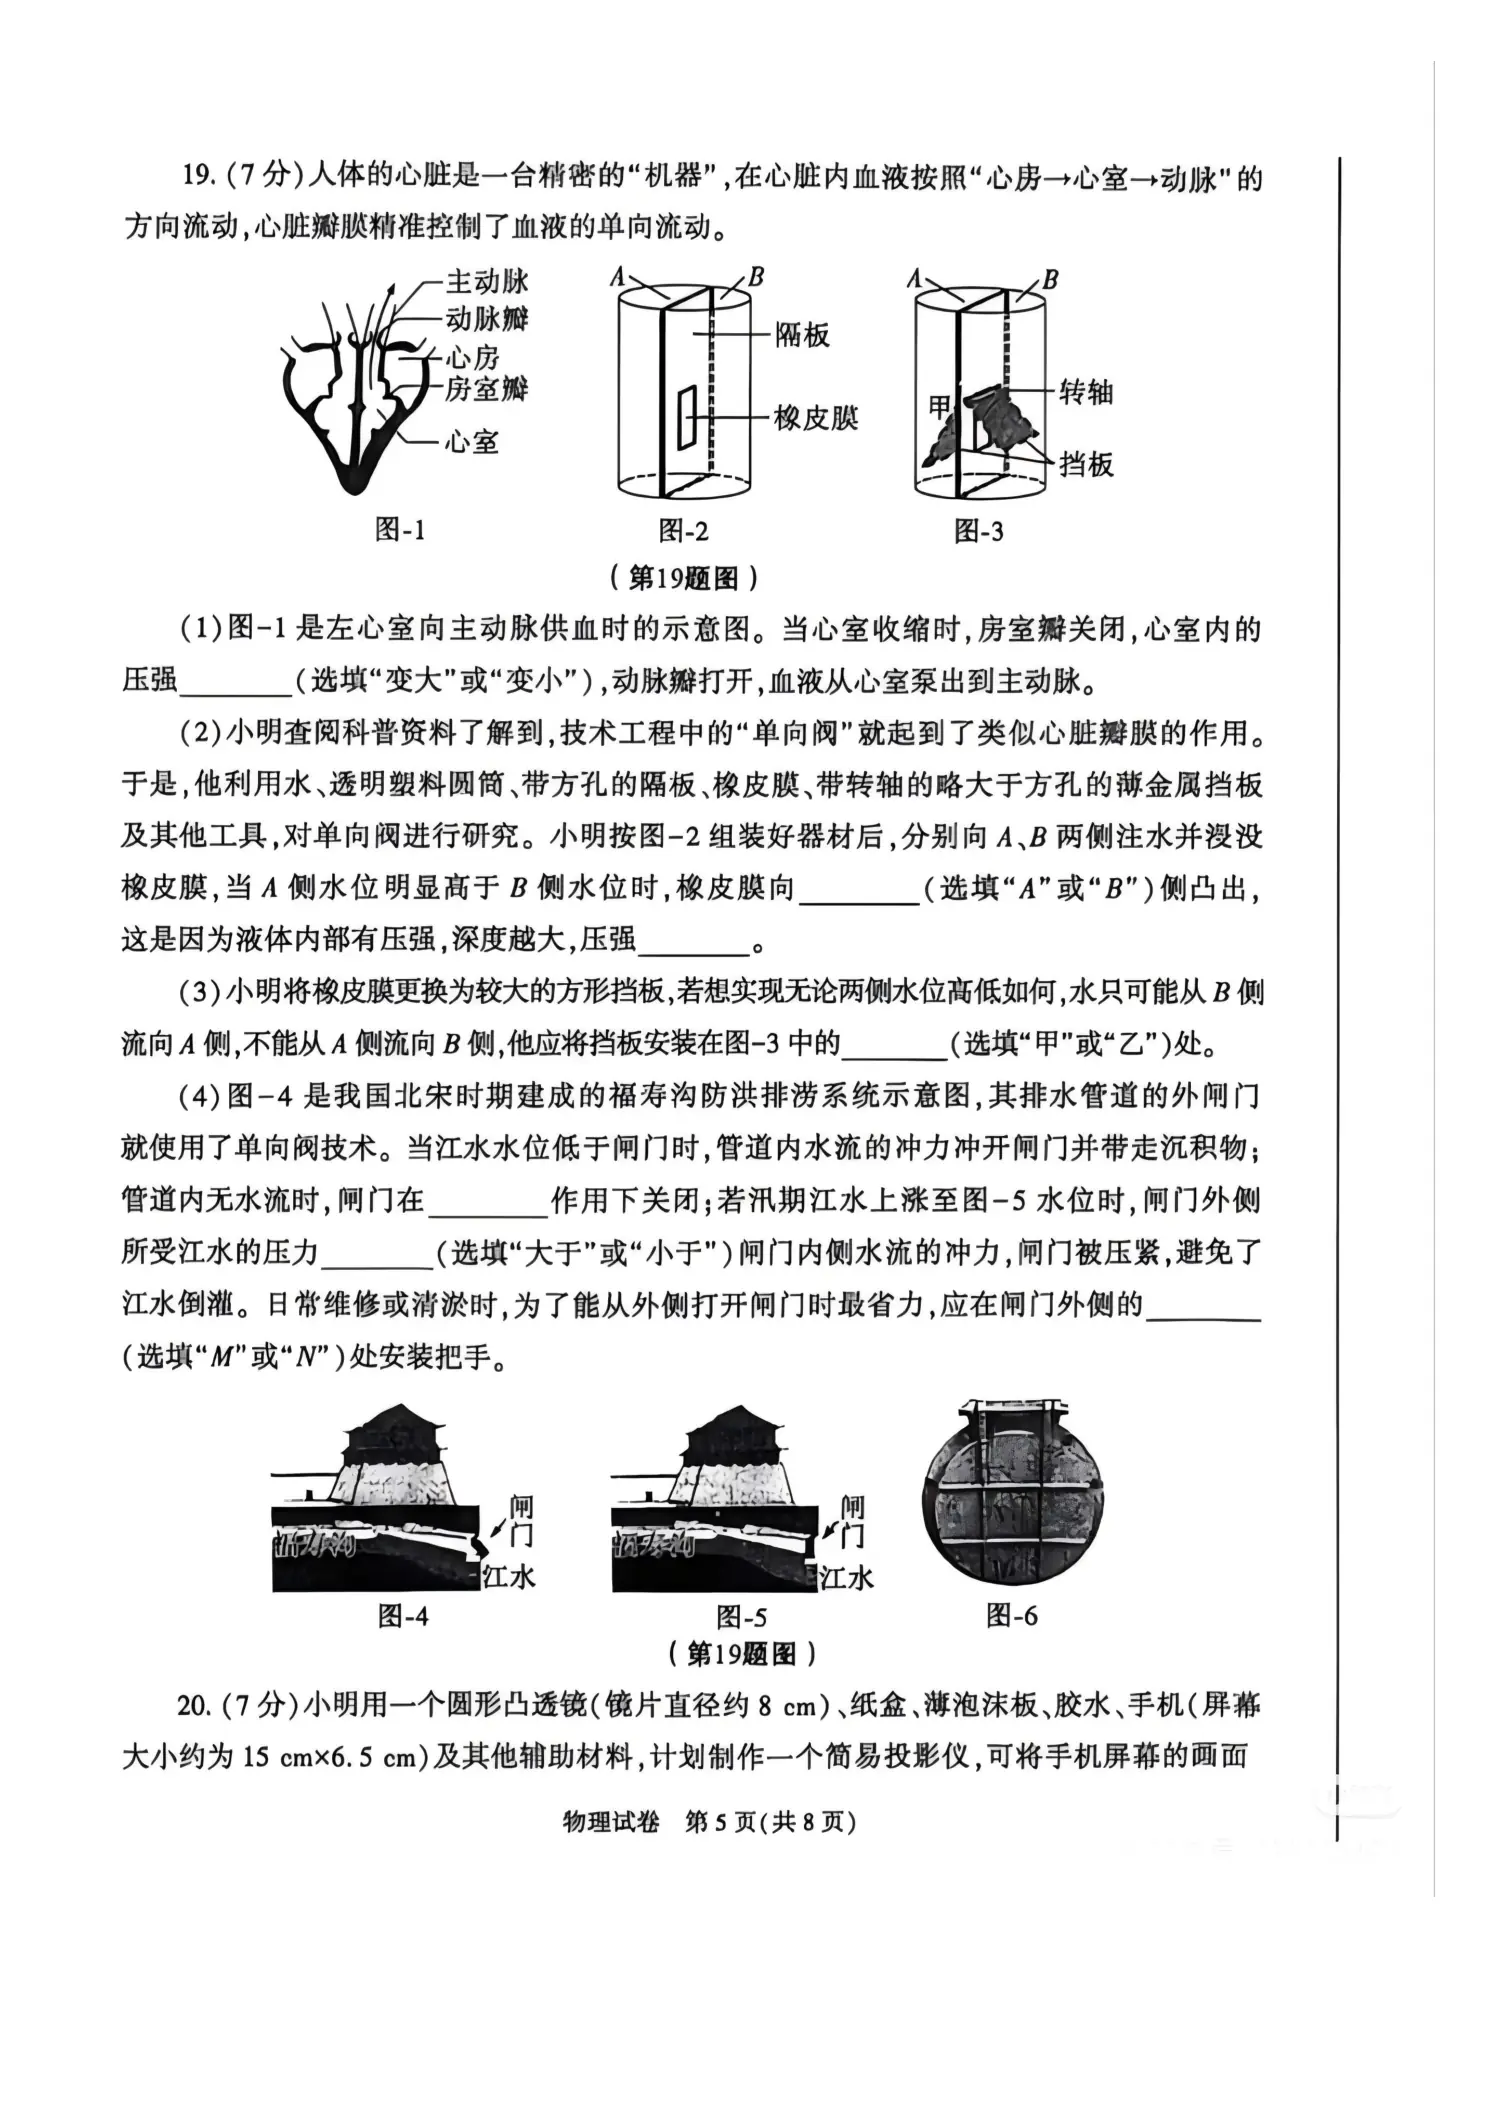 19. (7 分)人体的心脏是一台精密的“机器”,在心脏内血液按照“心房→心室→动脉”的
方向流动,心脏瓣膜精准控制了血液的单向流动。
主动脉
动脉瓣
心房
房室瓣
心室
图-1
A
B
隔板
橡皮膜
图-2
A
B
甲
转轴
挡板
图-3
(第19题图)
(1)图-1 是左心室向主动脉供血时的示意图。当心室收缩时,房室瓣关闭,心室内的
压强________(选填“变大”或“变小”),动脉瓣打开,血液从心室泵出到主动脉。
(2)小明查阅科普资料了解到,技术工程中的“单向阀”就起到了类似心脏瓣膜的作用。
于是,他利用水、透明塑料圆筒、带方孔的隔板、橡皮膜、带转轴的略大于方孔的薄金属挡板
及其他工具,对单向阀进行研究。小明按图-2 组装好器材后,分别向 A、B 两侧注水并浸没
橡皮膜,当 A 侧水位明显高于 B 侧水位时,橡皮膜向________(选填“A”或“B”)侧凸出,
这是因为液体内部有压强,深度越大,压强________。
(3)小明将橡皮膜更换为较大的方形挡板,若想实现无论两侧水位高低如何,水只可能从 B 侧
流向 A 侧,不能从 A 侧流向 B 侧,他应将挡板安装在图-3 中的________(选填“甲”或“乙”)处。
(4)图-4 是我国北宋时期建成的福寿沟防洪排涝系统示意图,其排水管道的外闸门
就使用了单向阀技术。当江水水位低于闸门时,管道内水流的冲力冲开闸门并带走沉积物;
管道内无水流时,闸门在________作用下关闭;若汛期江水上涨至图-5 水位时,闸门外侧
所受江水的压力________(选填“大于”或“小于”)闸门内侧水流的冲力,闸门被压紧,避免了
江水倒灌。日常维修或清淤时,为了能从外侧打开闸门时最省力,应在闸门外侧的________
(选填“M”或“N”)处安装把手。
福寿沟
闸门
江水
图-4
福寿沟
闸门
江水
图-5
图-6
(第19题图)
20. (7 分)小明用一个圆形凸透镜(镜片直径约 8 cm)、纸盒、薄泡沫板、胶水、手机(屏幕
大小约为 15 cm×6. 5 cm)及其他辅助材料,计划制作一个简易投影仪,可将手机屏幕的画面
物理试卷 第 5 页(共 8 页)